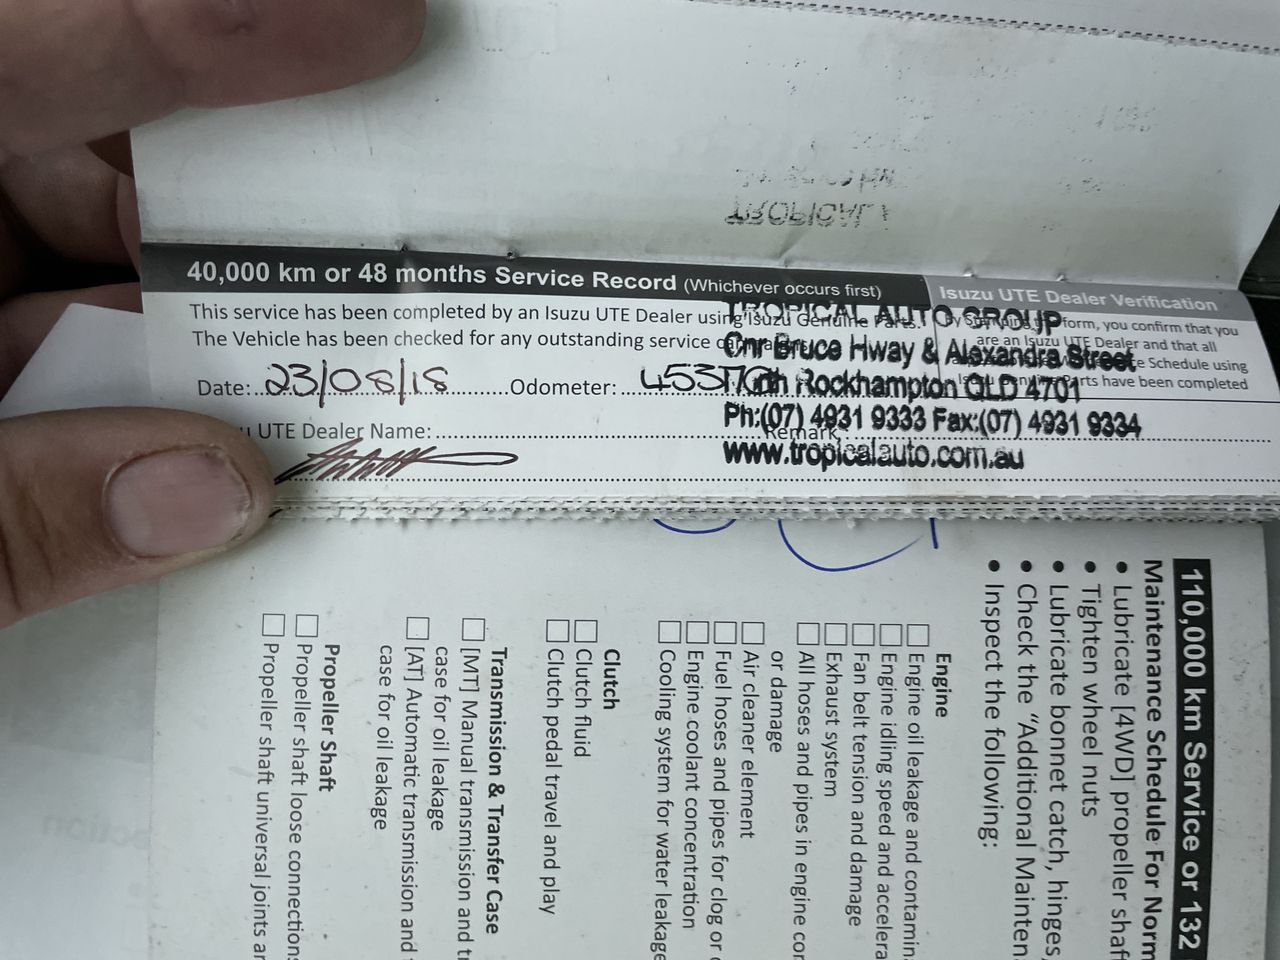 40,000 km or 48 months Service Record (Whichever occurs first)
Isuzu UTE Dealer Verification
This service has been completed by an Isuzu UTE Dealer using Isuzu Genuine Parts.
The Vehicle has been checked for any outstanding service
form, you confirm that you
are an Isuzu UTE Dealer and that all
e Schedule using
rts have been completed
Date: 23/08/18 Odometer: 453
UTE Dealer Name:
Remark
TROPICAL AUTO GROUP
Cnr Bruce Hway & Alexandra Street
North Rockhampton QLD 4701
Ph:(07) 4931 9333 Fax:(07) 4931 9334
www.tropicalauto.com.au
110,000 km Service or 132
Maintenance Schedule For Norm
• Lubricate [4WD] propeller shaf
• Tighten wheel nuts
• Lubricate bonnet catch, hinges,
• Check the “Additional Mainten
• Inspect the following:
Engine
Engine oil leakage and contamin
Engine idling speed and accelera
Fan belt tension and damage
Exhaust system
All hoses and pipes in engine cor
or damage
Air cleaner element
Fuel hoses and pipes for clog or
Engine coolant concentration
Cooling system for water leakage
Clutch
Clutch fluid
Clutch pedal travel and play
Transmission & Transfer Case
[MT] Manual transmission and tr
case for oil leakage
[AT] Automatic transmission and
case for oil leakage
Propeller Shaft
Propeller shaft loose connections
Propeller shaft universal joints ar